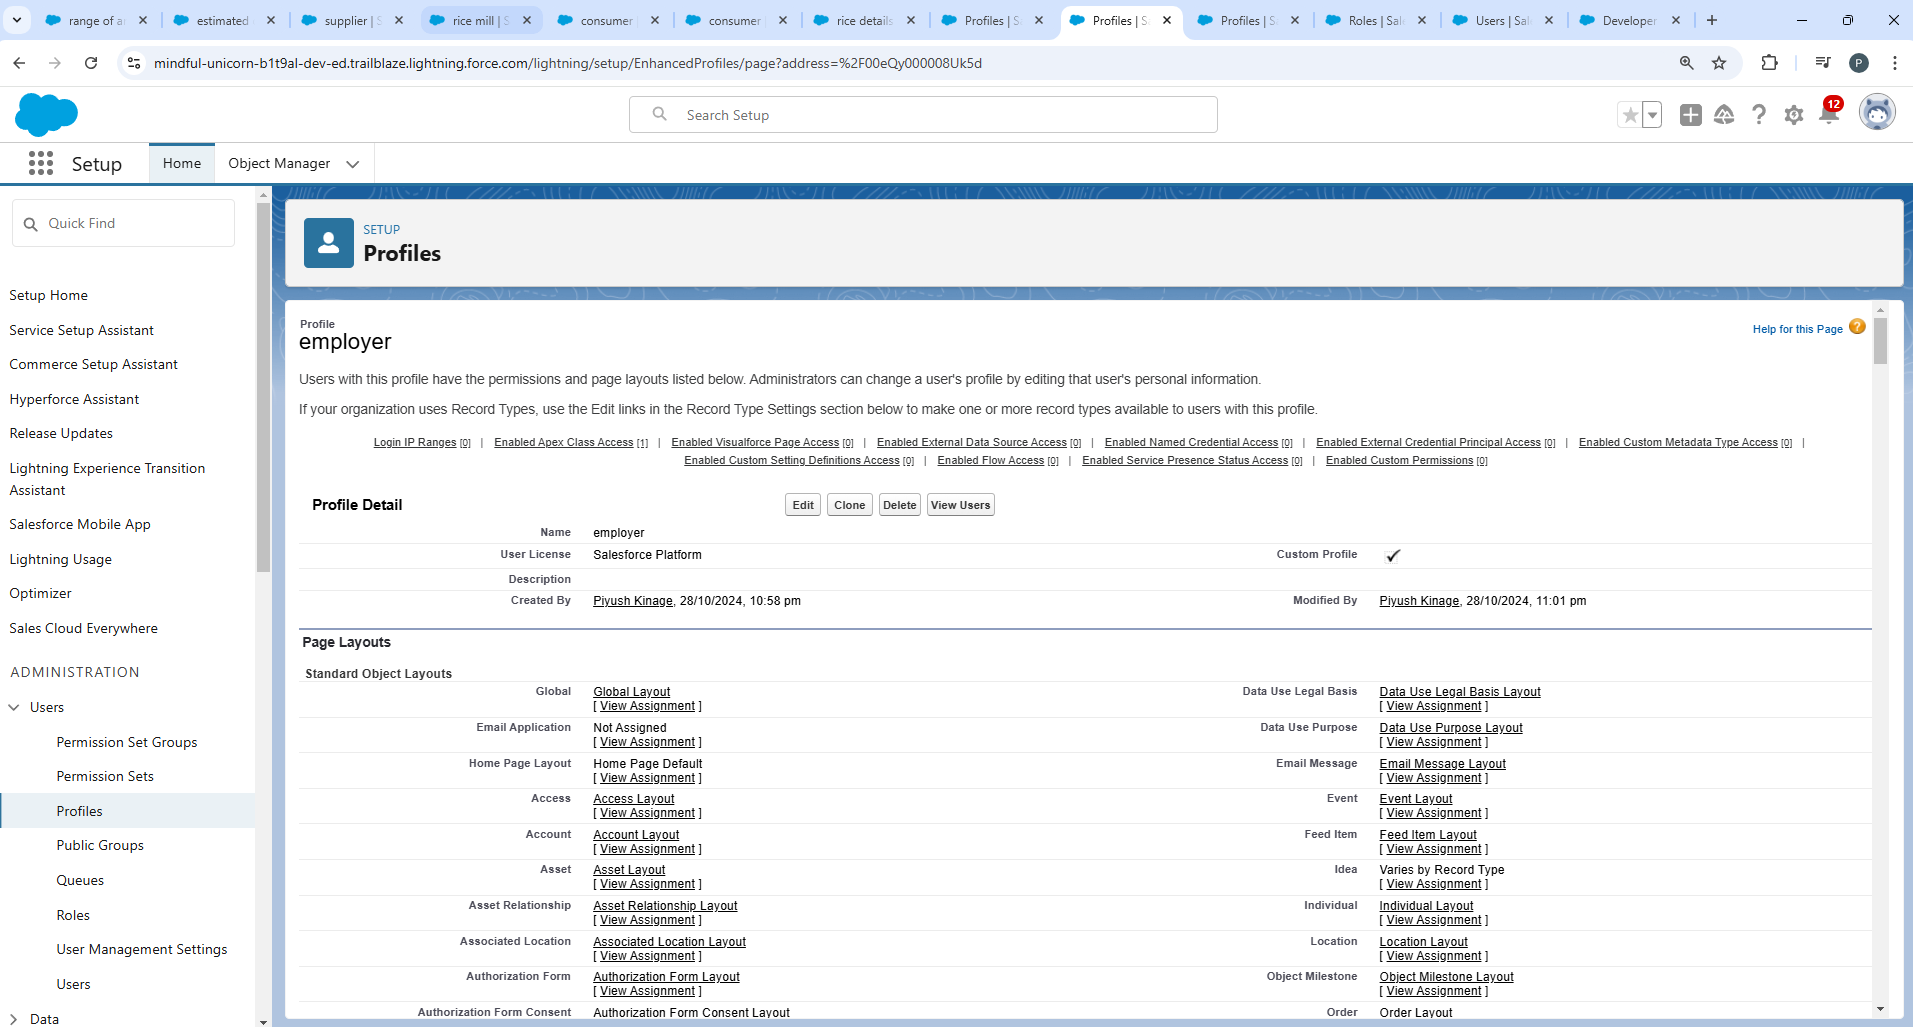 range of a
estimated
supplier | S
rice mill | S
consumer
consumer
rice details
Profiles | Sa
Profiles | Sa
Profiles | Sa
Roles | Sale
Users | Sale
Developer
mindful-unicorn-b1t9al-dev-ed.trailblaze.lightning.force.com/lightning/setup/EnhancedProfiles/page?address=%2F00eQy000008Uk5d
P
Search Setup
12
Setup
Home
Object Manager
Quick Find
Setup Home
Service Setup Assistant
Commerce Setup Assistant
Hyperforce Assistant
Release Updates
Lightning Experience Transition
Assistant
Salesforce Mobile App
Lightning Usage
Optimizer
Sales Cloud Everywhere
ADMINISTRATION
Users
Permission Set Groups
Permission Sets
Profiles
Public Groups
Queues
Roles
User Management Settings
Users
Data
SETUP
Profiles
Profile
employer
Help for this Page ?
Users with this profile have the permissions and page layouts listed below. Administrators can change a user's profile by editing that user's personal information.
If your organization uses Record Types, use the Edit links in the Record Type Settings section below to make one or more record types available to users with this profile.
Login IP Ranges [0] | Enabled Apex Class Access [1] | Enabled Visualforce Page Access [0] | Enabled External Data Source Access [0] | Enabled Named Credential Access [0] | Enabled External Credential Principal Access [0] | Enabled Custom Metadata Type Access [0] |
Enabled Custom Setting Definitions Access [0] | Enabled Flow Access [0] | Enabled Service Presence Status Access [0] | Enabled Custom Permissions [0]
Profile Detail Edit Clone Delete View Users
Name employer
User License Salesforce Platform Custom Profile ✓
Description
Created By Piyush Kinage, 28/10/2024, 10:58 pm Modified By Piyush Kinage, 28/10/2024, 11:01 pm
Page Layouts
Standard Object Layouts
Global Global Layout Data Use Legal Basis Data Use Legal Basis Layout
[ View Assignment ] [ View Assignment ]
Email Application Not Assigned Data Use Purpose Data Use Purpose Layout
[ View Assignment ] [ View Assignment ]
Home Page Layout Home Page Default Email Message Email Message Layout
[ View Assignment ] [ View Assignment ]
Access Access Layout Event Event Layout
[ View Assignment ] [ View Assignment ]
Account Account Layout Feed Item Feed Item Layout
[ View Assignment ] [ View Assignment ]
Asset Asset Layout Idea Varies by Record Type
[ View Assignment ] [ View Assignment ]
Asset Relationship Asset Relationship Layout Individual Individual Layout
[ View Assignment ] [ View Assignment ]
Associated Location Associated Location Layout Location Location Layout
[ View Assignment ] [ View Assignment ]
Authorization Form Authorization Form Layout Object Milestone Object Milestone Layout
[ View Assignment ] [ View Assignment ]
Authorization Form Consent Authorization Form Consent Layout Order Order Layout